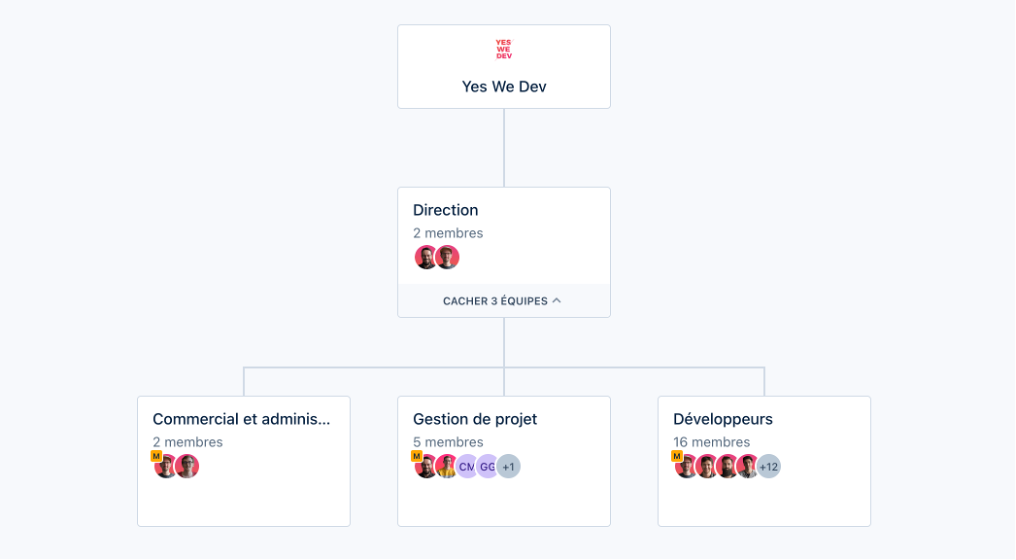 YES
WE
DEV
Yes We Dev
Direction
2 membres
CACHER 3 ÉQUIPES
Commercial et adminis...
2 membres
M
Gestion de projet
5 membres
M
CM
GG
+1
Développeurs
16 membres
M
+12